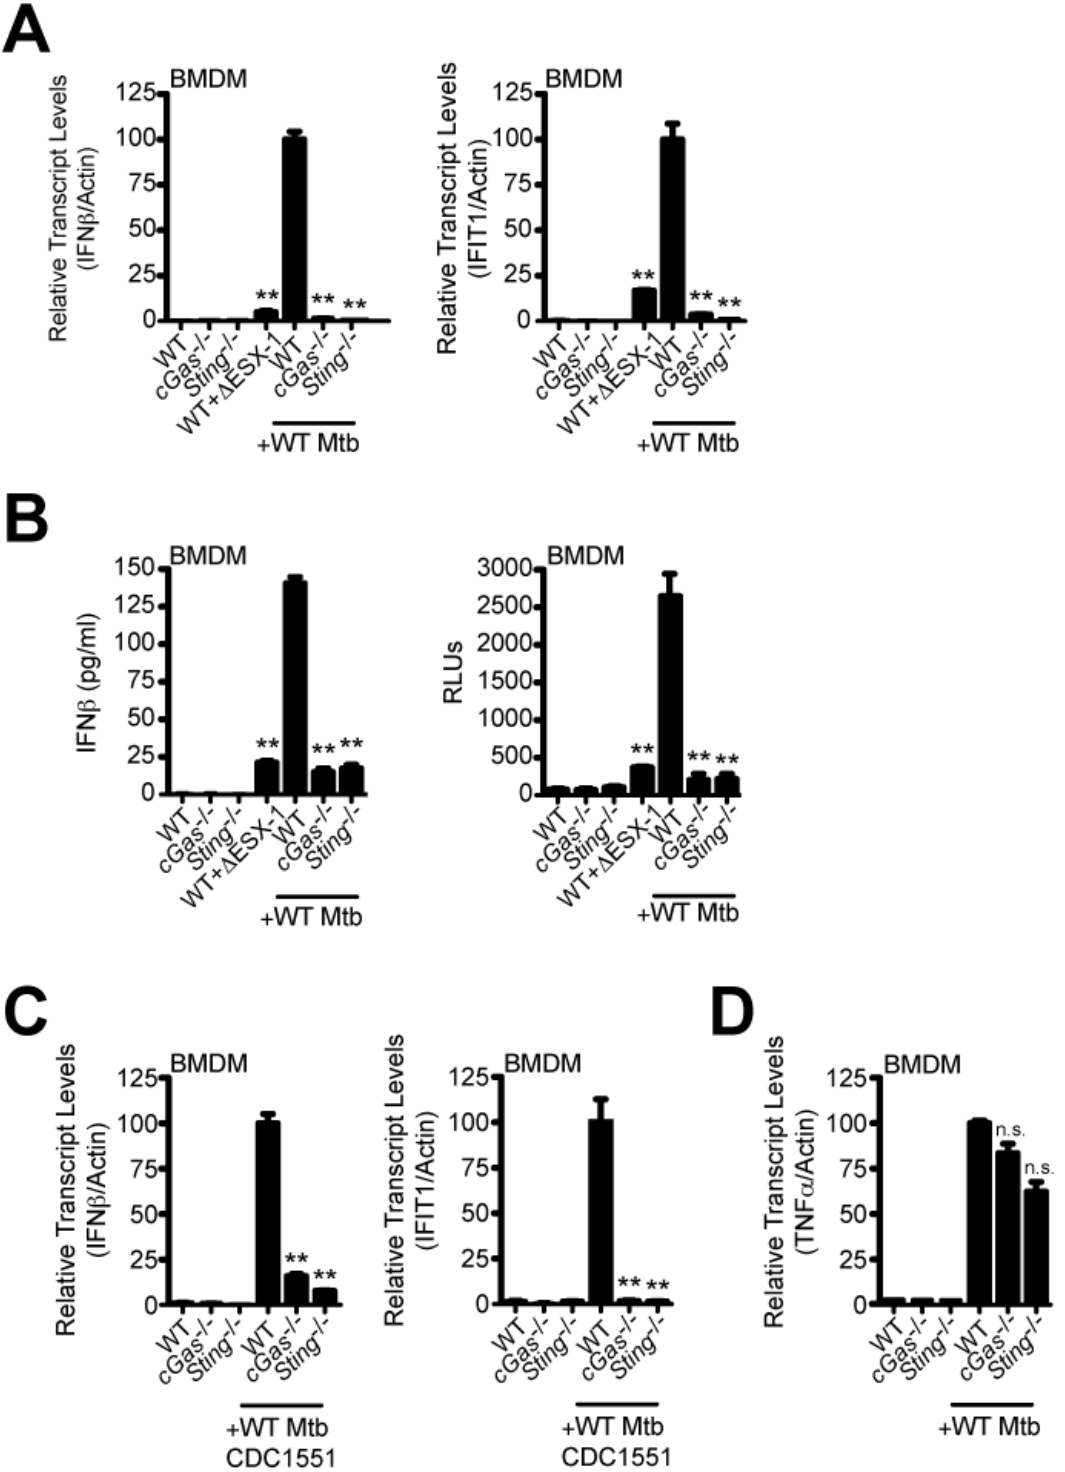 A
BMDM
Relative Transcript Levels
(IFNβ/Actin)
125
100
75
50
25
0
**
**
**
WT
cGas-/-
Sting-/-
WT+ΔESX-1
WT
cGas-/-
Sting-/-
+WT Mtb
BMDM
Relative Transcript Levels
(IFIT1/Actin)
125
100
75
50
25
0
**
**
**
WT
cGas-/-
Sting-/-
WT+ΔESX-1
WT
cGas-/-
Sting-/-
+WT Mtb
B
BMDM
IFNβ (pg/ml)
150
125
100
75
50
25
0
**
**
**
WT
cGas-/-
Sting-/-
WT+ΔESX-1
WT
cGas-/-
Sting-/-
+WT Mtb
BMDM
RLUs
3000
2500
2000
1500
1000
500
0
**
**
**
WT
cGas-/-
Sting-/-
WT+ΔESX-1
WT
cGas-/-
Sting-/-
+WT Mtb
C
BMDM
Relative Transcript Levels
(IFNβ/Actin)
125
100
75
50
25
0
**
**
WT
cGas-/-
Sting-/-
WT
cGas-/-
Sting-/-
+WT Mtb
CDC1551
BMDM
Relative Transcript Levels
(IFIT1/Actin)
125
100
75
50
25
0
**
**
WT
cGas-/-
Sting-/-
WT
cGas-/-
Sting-/-
+WT Mtb
CDC1551
D
BMDM
Relative Transcript Levels
(TNFα/Actin)
125
100
75
50
25
0
n.s.
n.s.
WT
cGas-/-
Sting-/-
WT
cGas-/-
Sting-/-
+WT Mtb